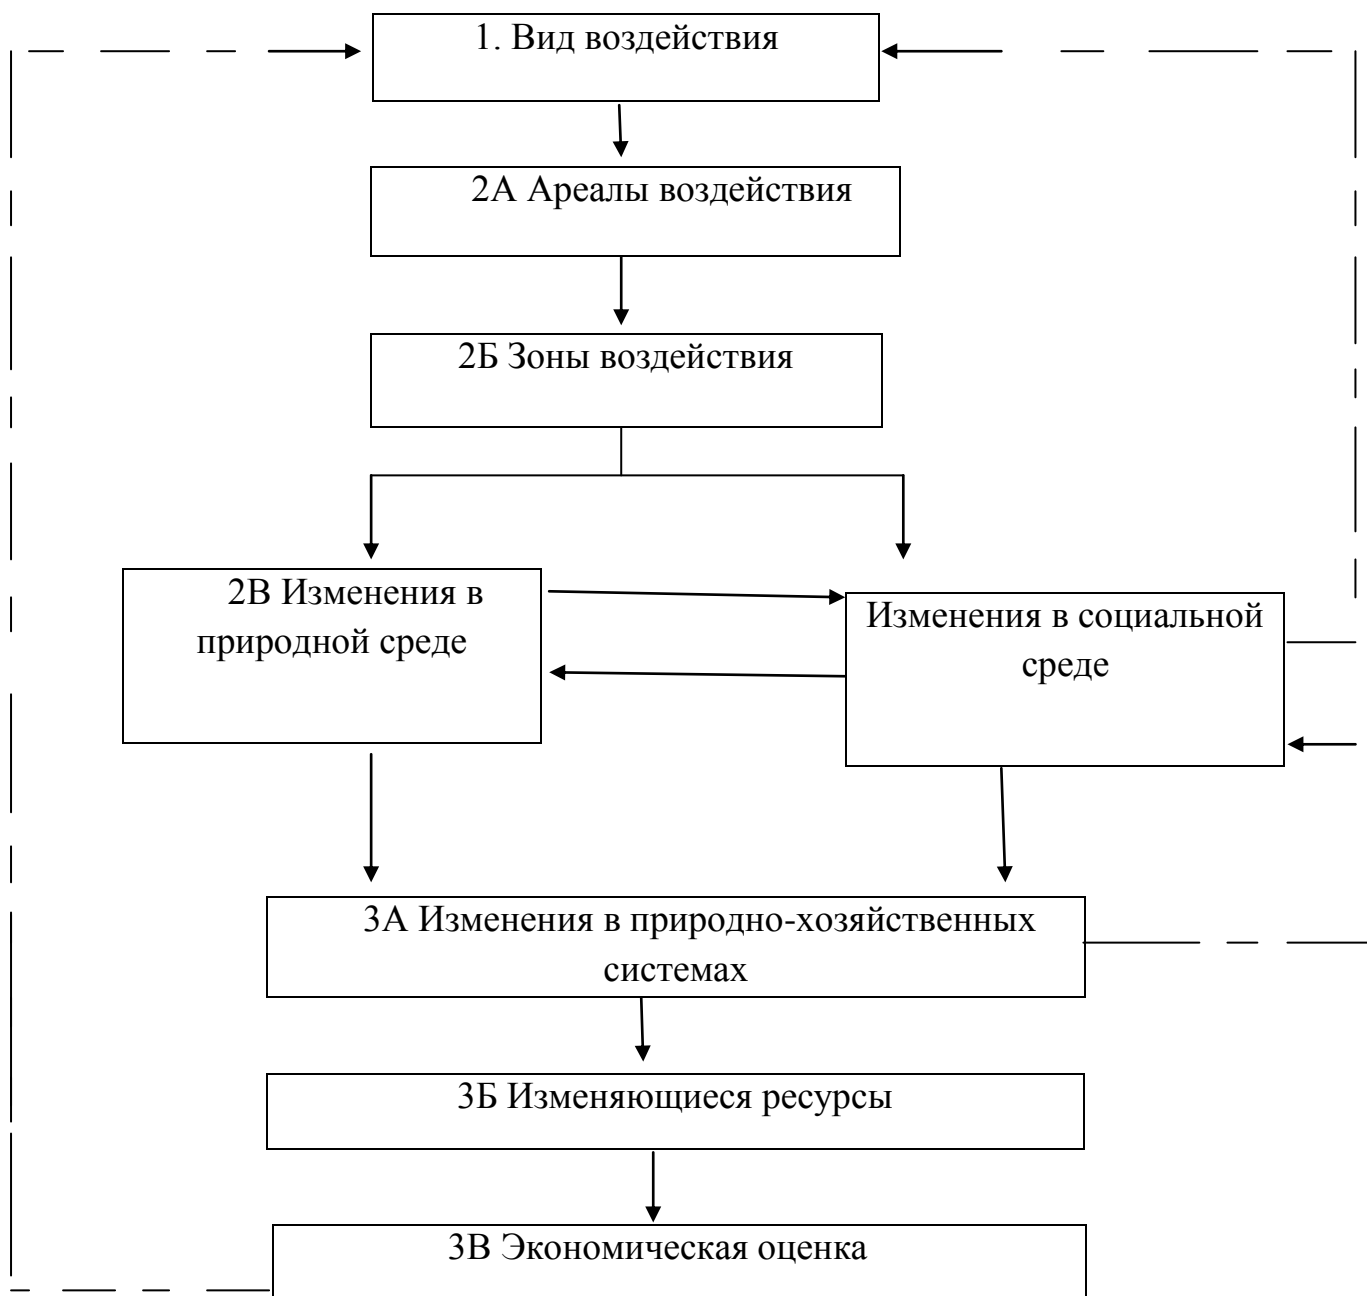 1. Вид воздействия
2А Ареалы воздействия
2Б Зоны воздействия
2В Изменения в
природной среде
Изменения в социальной
среде
3А Изменения в природно-хозяйственных
системах
3Б Изменяющиеся ресурсы
3В Экономическая оценка